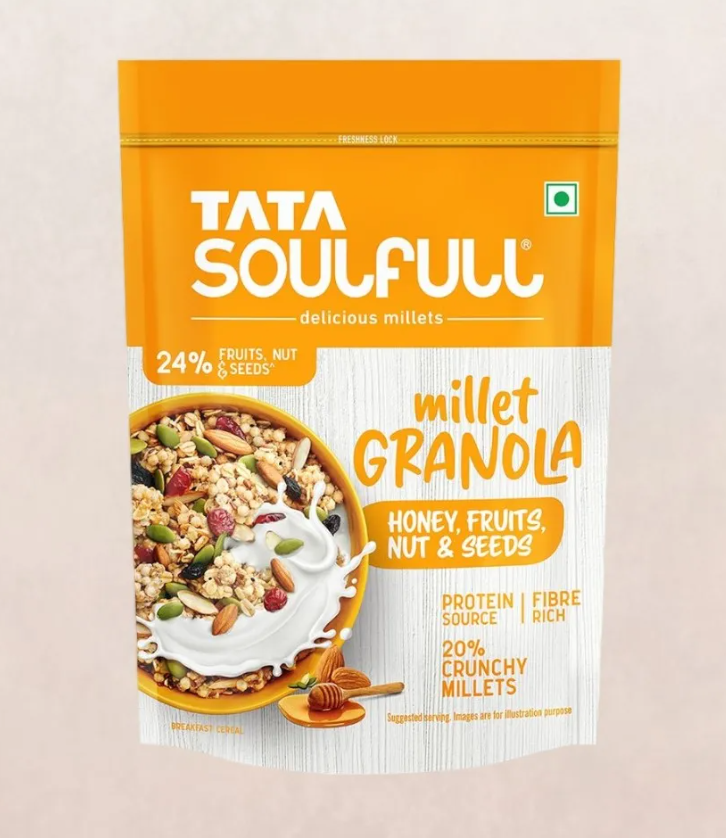 FRESHNESS LOCK
TATA
SOULFULL®
delicious millets
24% FRUITS, NUT
& SEEDS^
millet
GRANOLA
HONEY, FRUITS,
NUT & SEEDS
PROTEIN | FIBRE
SOURCE | RICH
20%
CRUNCHY
MILLETS
Suggested serving. Images are for illustration purpose
BREAKFAST CEREAL